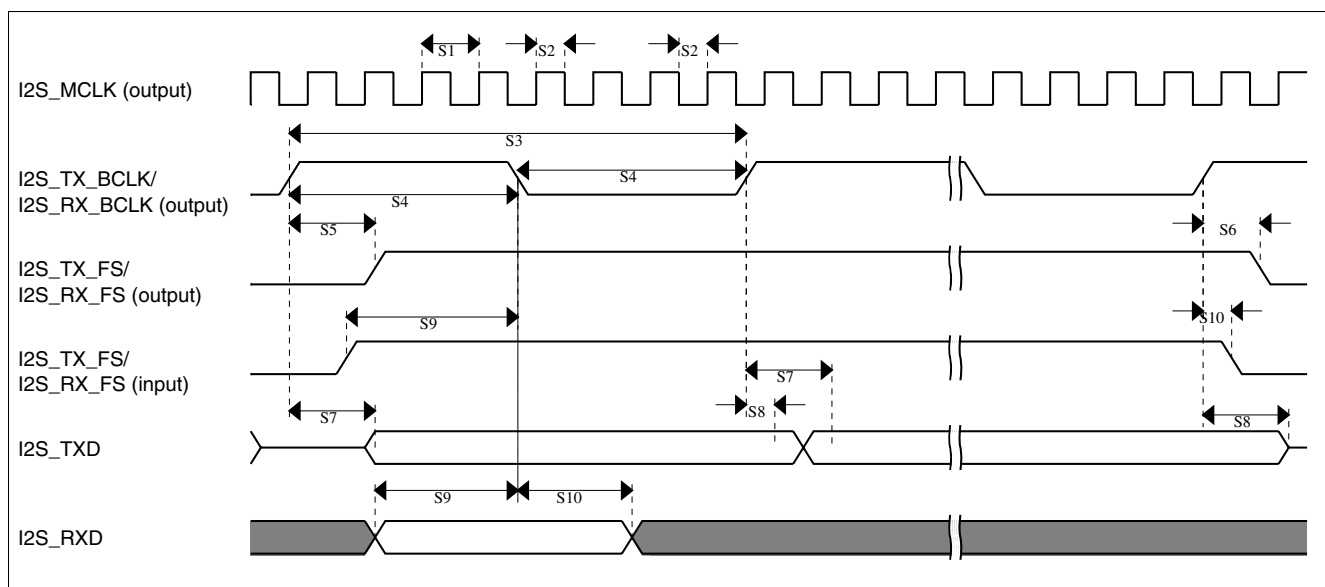 S1
S2
S2
I2S_MCLK (output)
S3
I2S_TX_BCLK/
I2S_RX_BCLK (output)
S4
S4
S5
S6
I2S_TX_FS/
I2S_RX_FS (output)
S9
S10
I2S_TX_FS/
I2S_RX_FS (input)
S7
S7
S8
S8
I2S_TXD
S9
S10
I2S_RXD